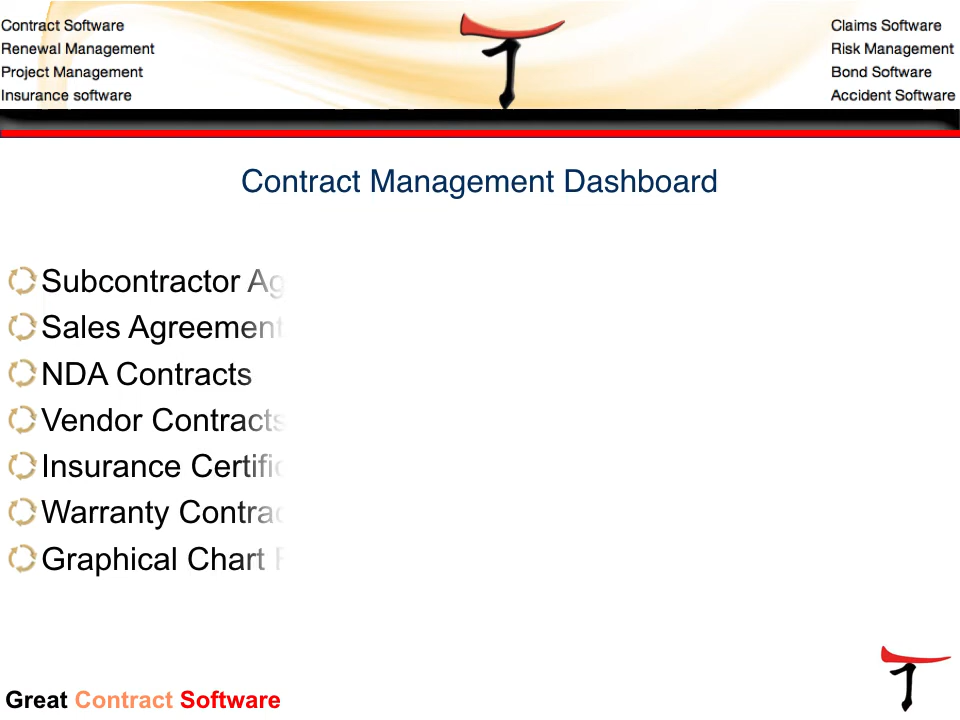 Contract Software
Renewal Management
Project Management
Insurance software
Claims Software
Risk Management
Bond Software
Accident Software
Contract Management Dashboard
Subcontractor
Sales Agreement
NDA Contracts
Vendor Contracts
Insurance
Warranty
Graphical Chart
Great Contract Software